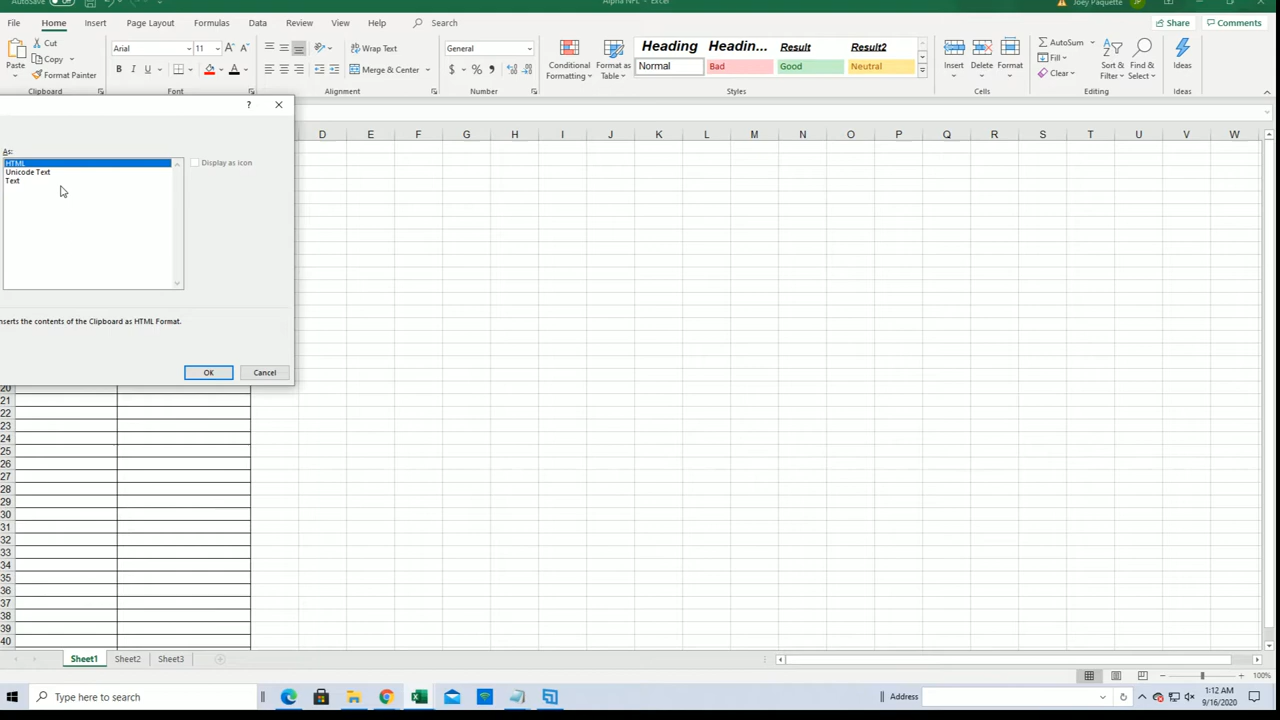 AutoSave
Alpha NFL - Excel
Joey Paquette
JP
File Home Insert Page Layout Formulas Data Review View Help Search Share Comments
Paste
Cut
Copy
Format Painter
Clipboard
Arial 11
B I U
A A
Font
Wrap Text
Merge & Center
Alignment
General
$ % ,
Number
Conditional
Formatting
Format as
Table
Heading Headin... Result Result2
Normal Bad Good Neutral
Styles
Insert Delete Format
Cells
AutoSum
Fill
Clear
Sort &
Filter
Find &
Select
Editing
Ideas
Ideas
?
As:
HTML
Unicode Text
Text
Display as icon
nserts the contents of the Clipboard as HTML Format.
OK Cancel
D E F G H I J K L M N O P Q R S T U V W
20
21
22
23
24
25
26
27
28
29
30
31
32
33
34
35
36
37
38
39
40
Sheet1 Sheet2 Sheet3
100%
Type here to search
Address
1:12 AM
9/16/2020